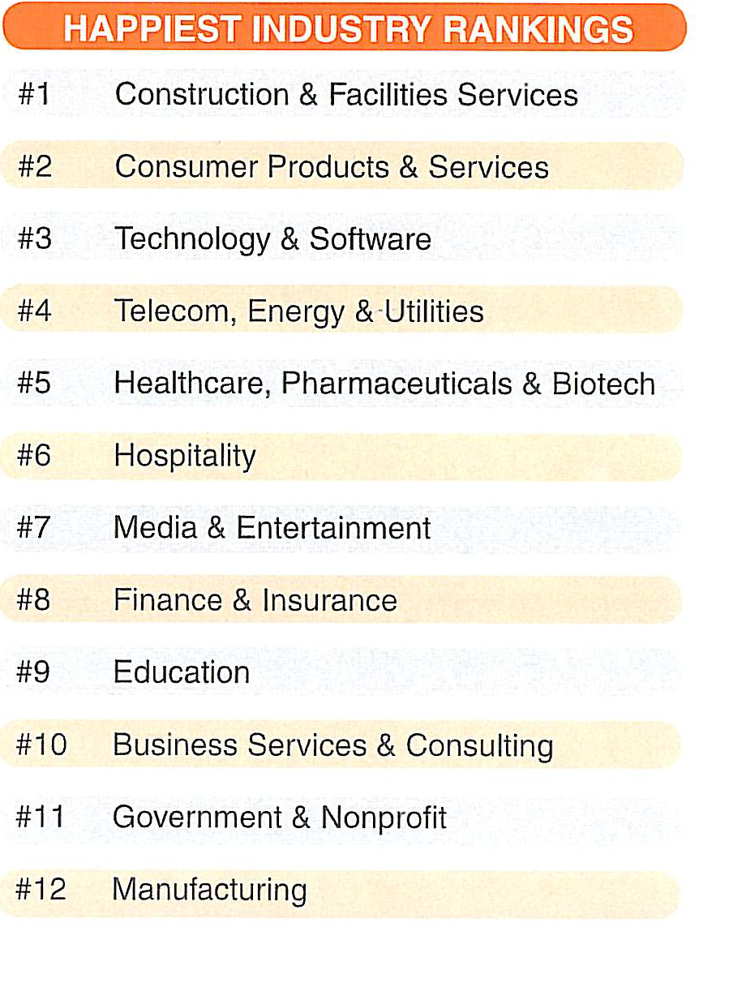 HAPPIEST INDUSTRY RANKINGS
#1 Construction & Facilities Services
#2 Consumer Products & Services
#3 Technology & Software
#4 Telecom, Energy & Utilities
#5 Healthcare, Pharmaceuticals & Biotech
#6 Hospitality
#7 Media & Entertainment
#8 Finance & Insurance
#9 Education
#10 Business Services & Consulting
#11 Government & Nonprofit
#12 Manufacturing